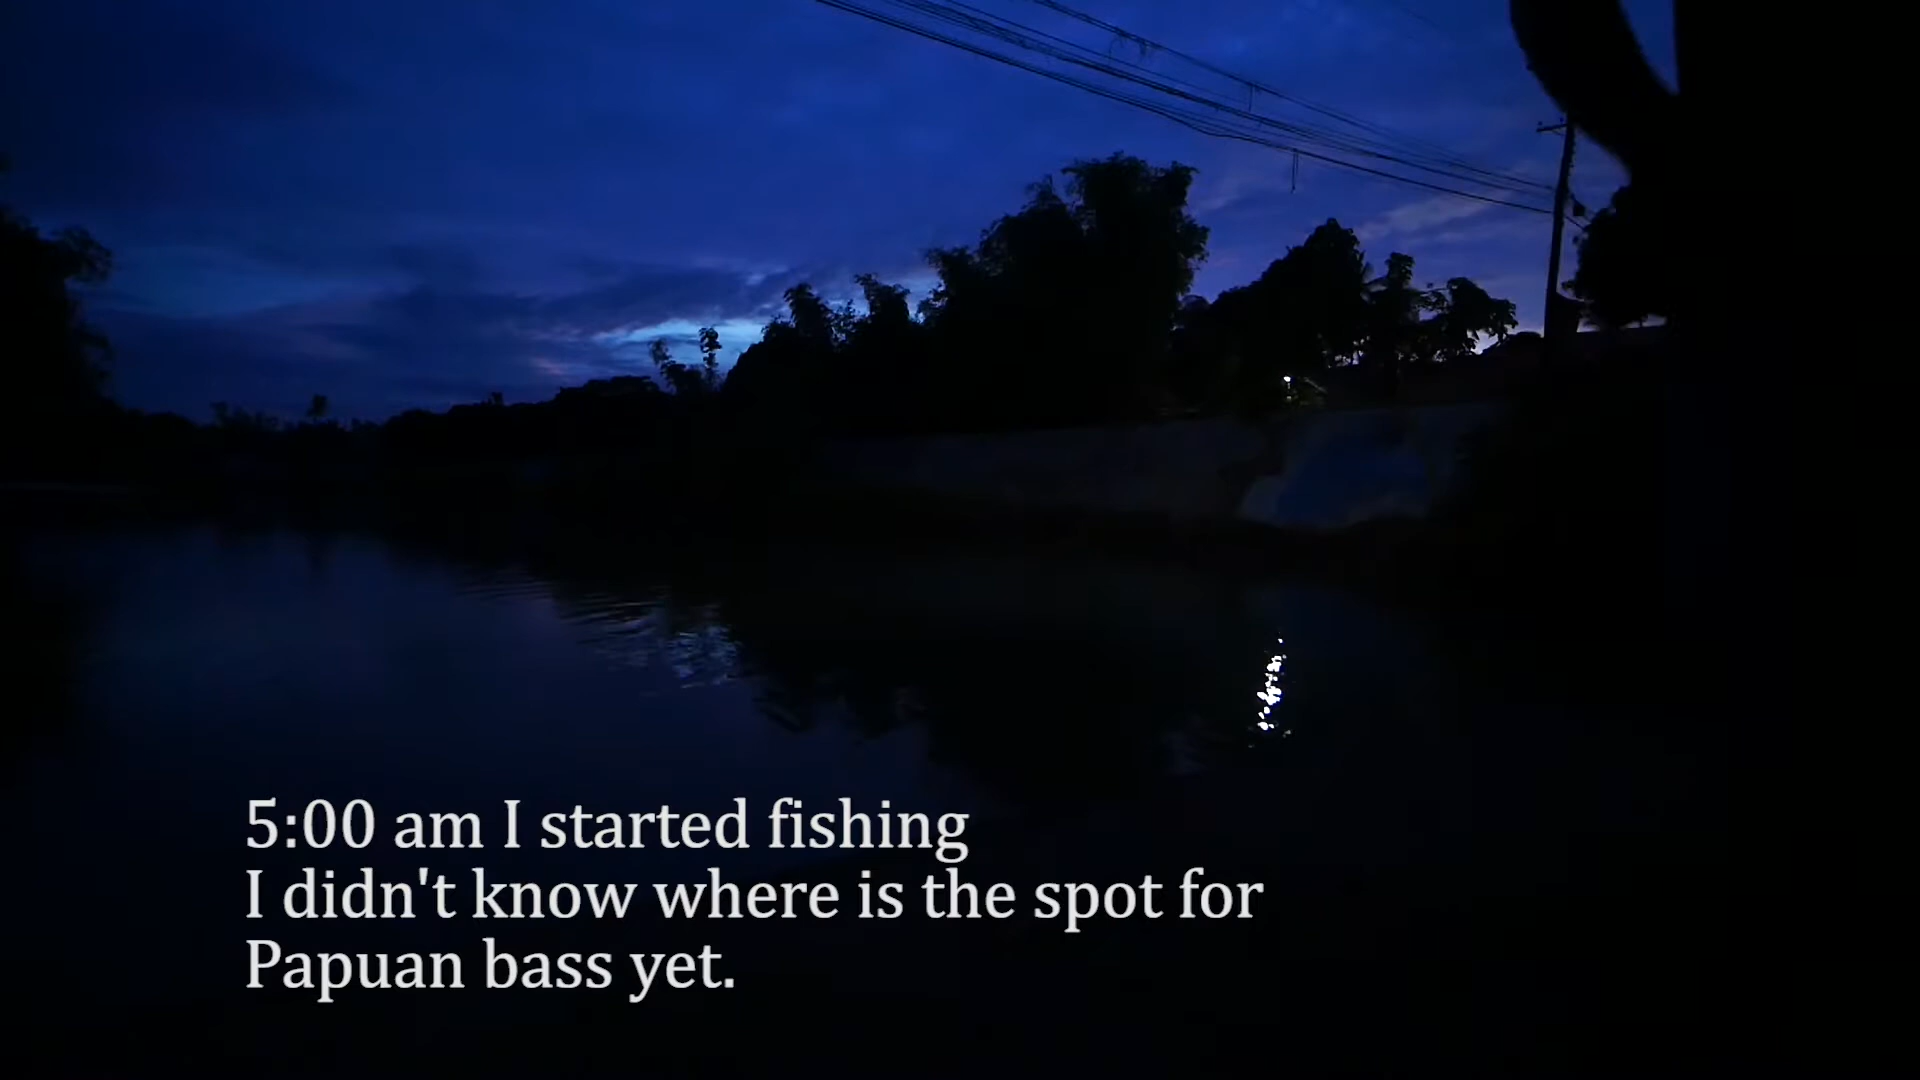 5:00 am I started fishing
I didn't know where is the spot for
Papuan bass yet.